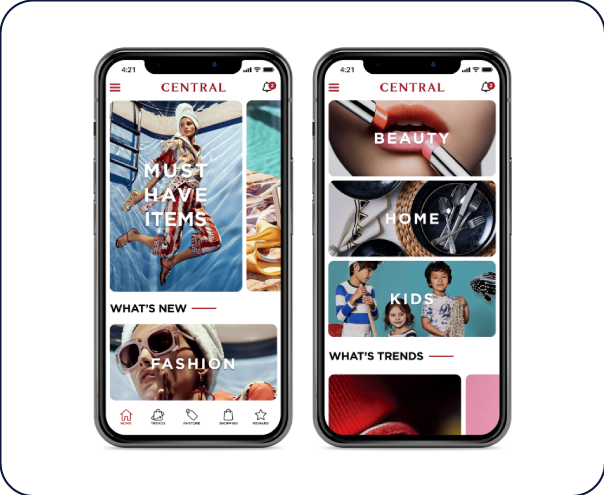 4:21
CENTRAL
2
MUST
HAVE
ITEMS
WHAT'S NEW
FASHION
HOME
TRENDS
IN-STORE
SHOPPING
REWARD
4:21
CENTRAL
2
BEAUTY
HOME
KIDS
WHAT'S TRENDS